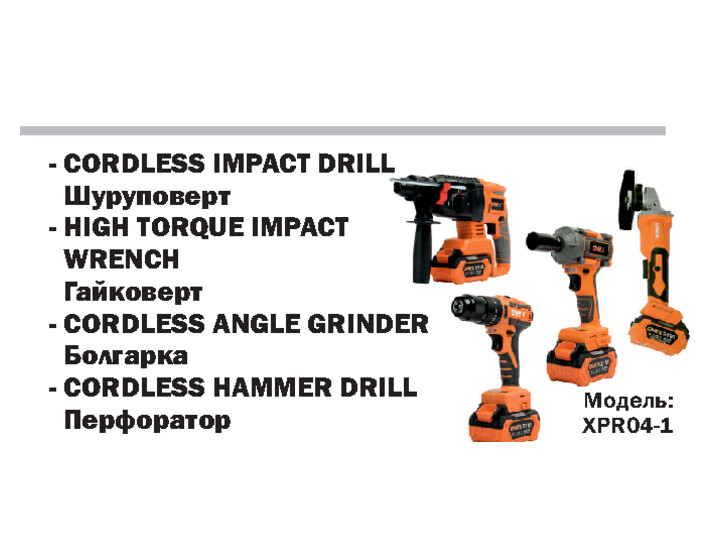 - CORDLESS IMPACT DRILL
Шуруповерт
- HIGH TORQUE IMPACT
WRENCH
Гайковерт
- CORDLESS ANGLE GRINDER
Болгарка
- CORDLESS HAMMER DRILL
Перфоратор
Модель:
XPR04-1